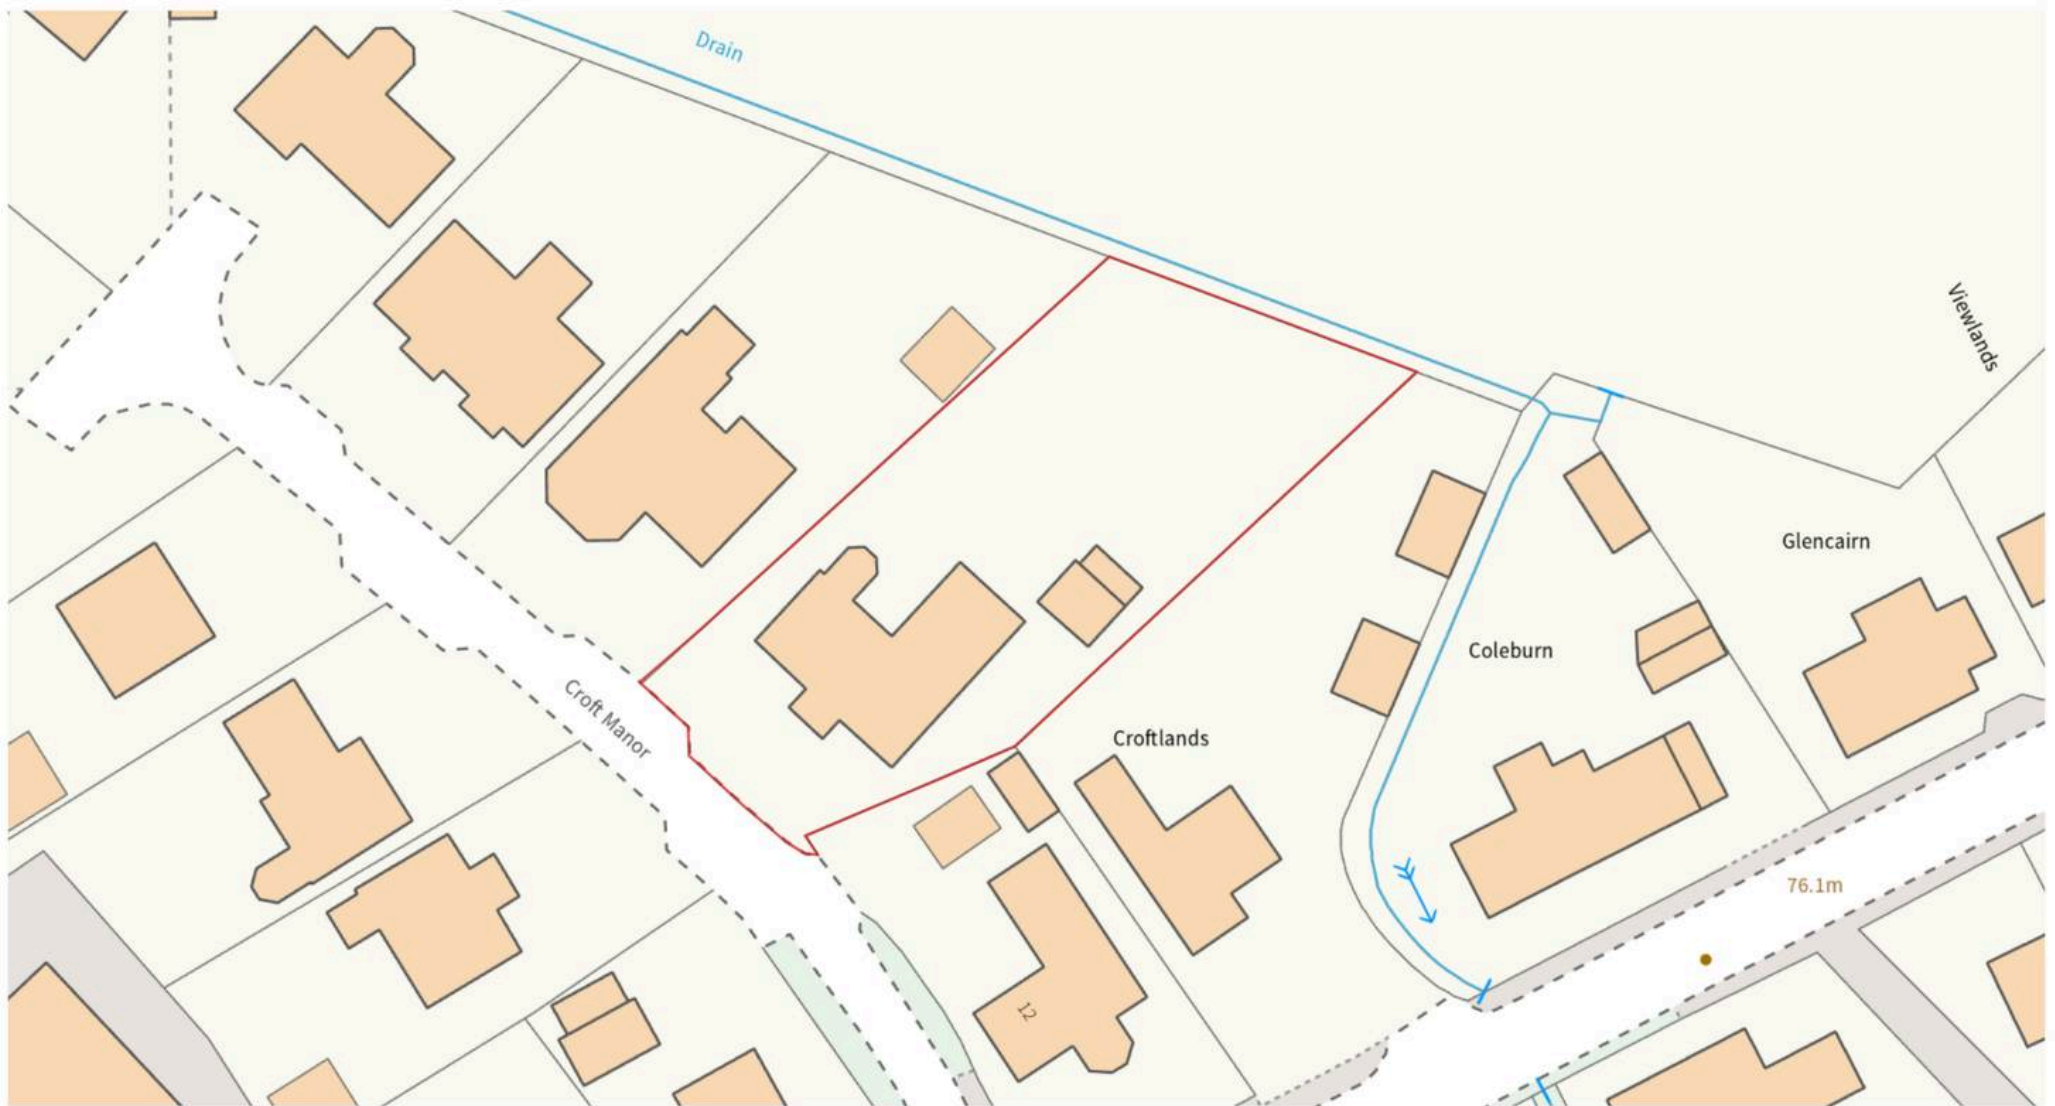 Drain
Viewlands
Glencairn
Coleburn
Croft Manor
Croftlands
76.1m
12